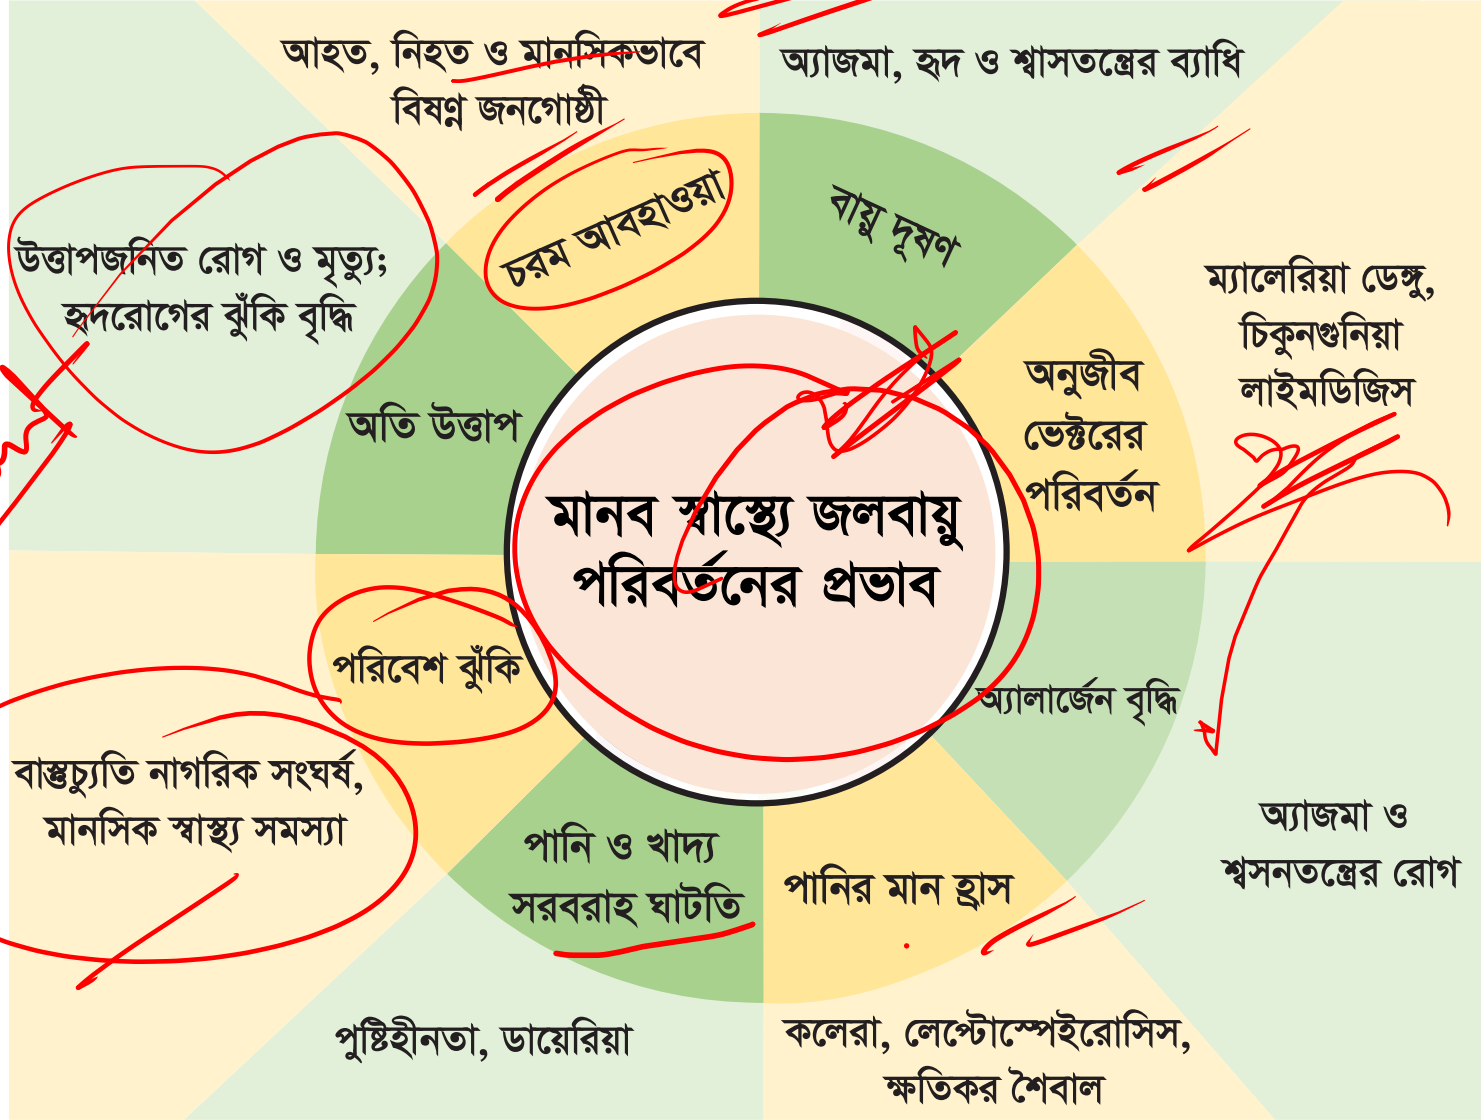 আহত, নিহত ও মানসিকভাবে
বিষণ্ণ জনগোষ্ঠী
অ্যাজমা, হৃদ ও শ্বাসতন্ত্রের ব্যাধি
চরম আবহাওয়া
বায়ু দূষণ
উত্তাপজনিত রোগ ও মৃত্যু;
হৃদরোগের ঝুঁকি বৃদ্ধি
ম্যালেরিয়া ডেঙ্গু,
চিকুনগুনিয়া
লাইমডিজিস
অতি উত্তাপ
অনুজীব
ভেক্টরের
পরিবর্তন
মানব স্বাস্থ্যে জলবায়ু
পরিবর্তনের প্রভাব
পরিবেশ ঝুঁকি
অ্যালার্জেন বৃদ্ধি
বাস্তুচ্যুতি নাগরিক সংঘর্ষ,
মানসিক স্বাস্থ্য সমস্যা
পানি ও খাদ্য
সরবরাহ ঘাটতি
পানির মান হ্রাস
অ্যাজমা ও
শ্বসনতন্ত্রের রোগ
পুষ্টিহীনতা, ডায়েরিয়া
কলেরা, লেপ্টোস্পেইরোসিস,
ক্ষতিকর শৈবাল